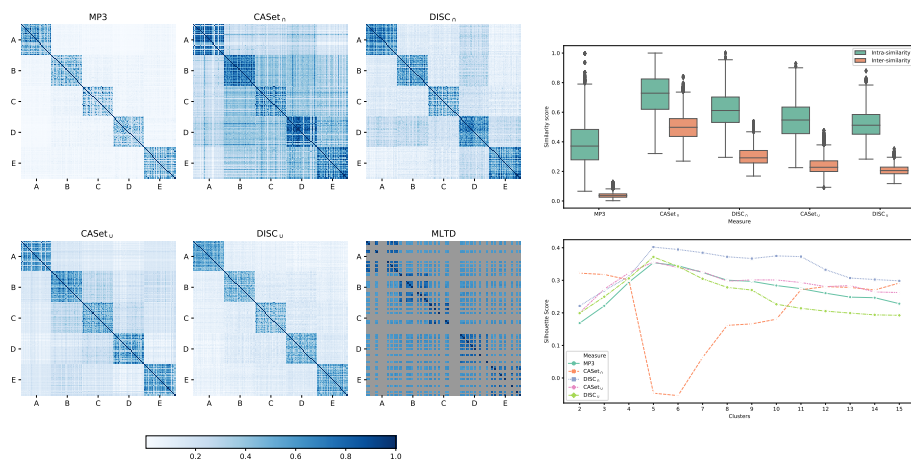 MP3
CASet∩
DISC∩
A
B
C
D
E
A B C D E
A B C D E
A B C D E
CASet∪
DISC∪
MLTD
A
B
C
D
E
A B C D E
A B C D E
A B C D E
0.2 0.4 0.6 0.8 1.0
Intra-similarity
Inter-similarity
Similarity score
1.0
0.8
0.6
0.4
0.2
0.0
MP3 CASet∩ DISC∩ CASet∪ DISC∪
Measure
Silhouette Score
0.4
0.3
0.2
0.1
0.0
Measure
MP3
CASet∩
DISC∩
CASet∪
DISC∪
2 3 4 5 6 7 8 9 10 11 12 13 14 15
Clusters